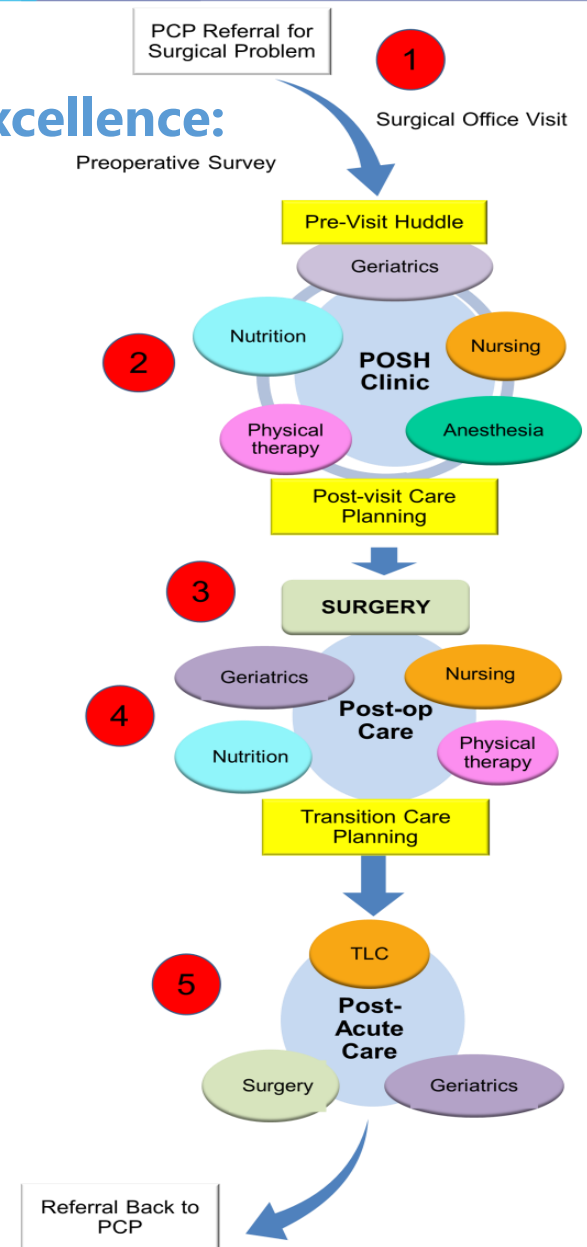 PCP Referral for
Surgical Problem
1
xcellence:
Surgical Office Visit
Preoperative Survey
Pre-Visit Huddle
Geriatrics
Nutrition
Nursing
2
POSH
Clinic
Physical
therapy
Anesthesia
Post-visit Care
Planning
3
SURGERY
Geriatrics
Nursing
4
Post-op
Care
Nutrition
Physical
therapy
Transition Care
Planning
TLC
5
Post-
Acute
Care
Surgery
Geriatrics
Referral Back to
PCP